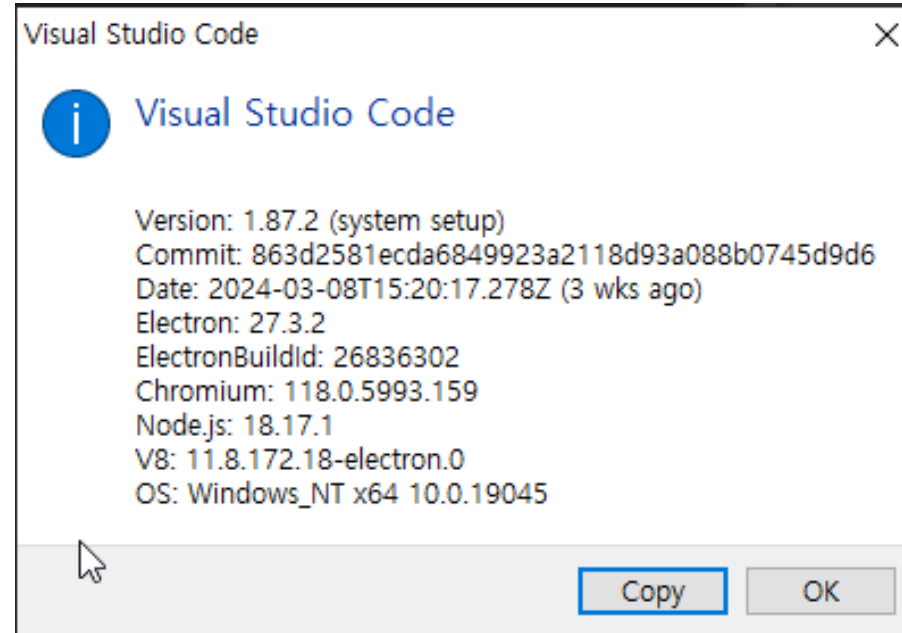 Visual Studio Code
Visual Studio Code
Version: 1.87.2 (system setup)
Commit: 863d2581ecda6849923a2118d93a088b0745d9d6
Date: 2024-03-08T15:20:17.278Z (3 wks ago)
Electron: 27.3.2
ElectronBuildId: 26836302
Chromium: 118.0.5993.159
Node.js: 18.17.1
V8: 11.8.172.18-electron.0
OS: Windows_NT x64 10.0.19045
Copy
OK